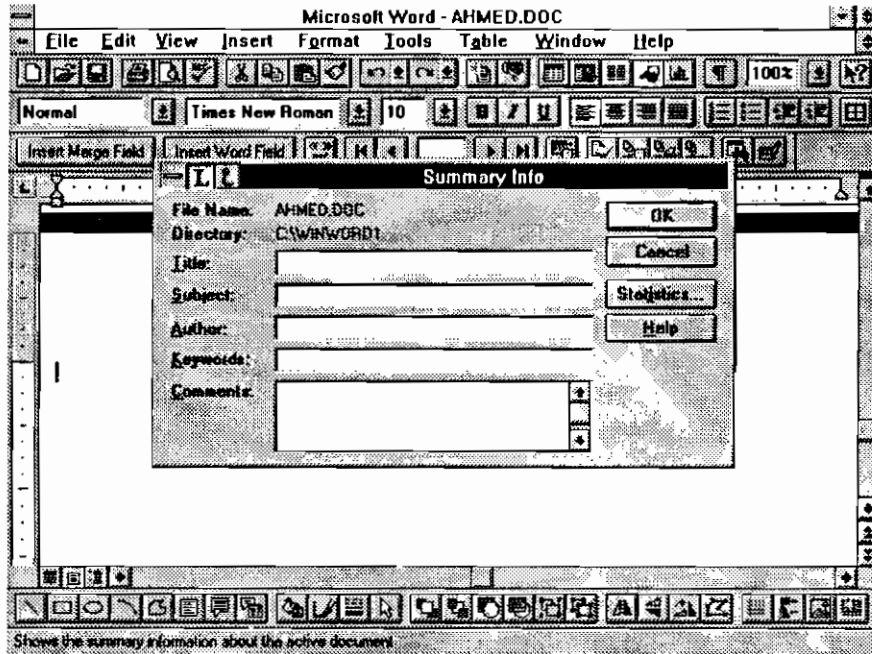 Microsoft Word - AHMED.DOC
File Edit View Insert Format Tools Table Window Help
100%
Normal Times New Roman 10 B I U
Insert Merge Field Insert Word Field
Summary Info
File Name: AHMED.DOC
Directory: C:\WINWORD1
Title:
Subject:
Author:
Keywords:
Comments:
OK
Cancel
Statistics...
Help
Shows the summary information about the active document